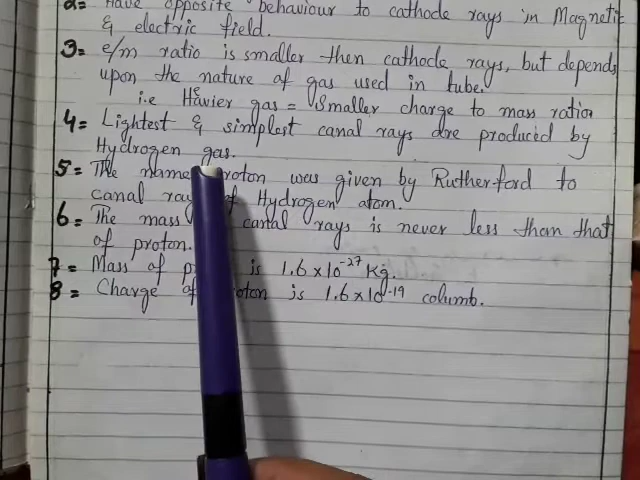 2= Have opposite behaviour to cathode rays in Magnetic
& electric field.
3= e/m ratio is smaller then cathode rays, but depends
upon the nature of gas used in tube.
i.e Havier gas = Smaller charge to mass ratio
4= Lightest & simplest canal rays are produced by
Hydrogen gas.
5= The name proton was given by Rutherford to
canal ray of Hydrogen atom.
6= The mass canal rays is never less them that
of proton.
7= Mass of p is 1.6×10⁻²⁷ Kg.
8= Charge of oton is 1.6×10⁻¹⁹ columb.